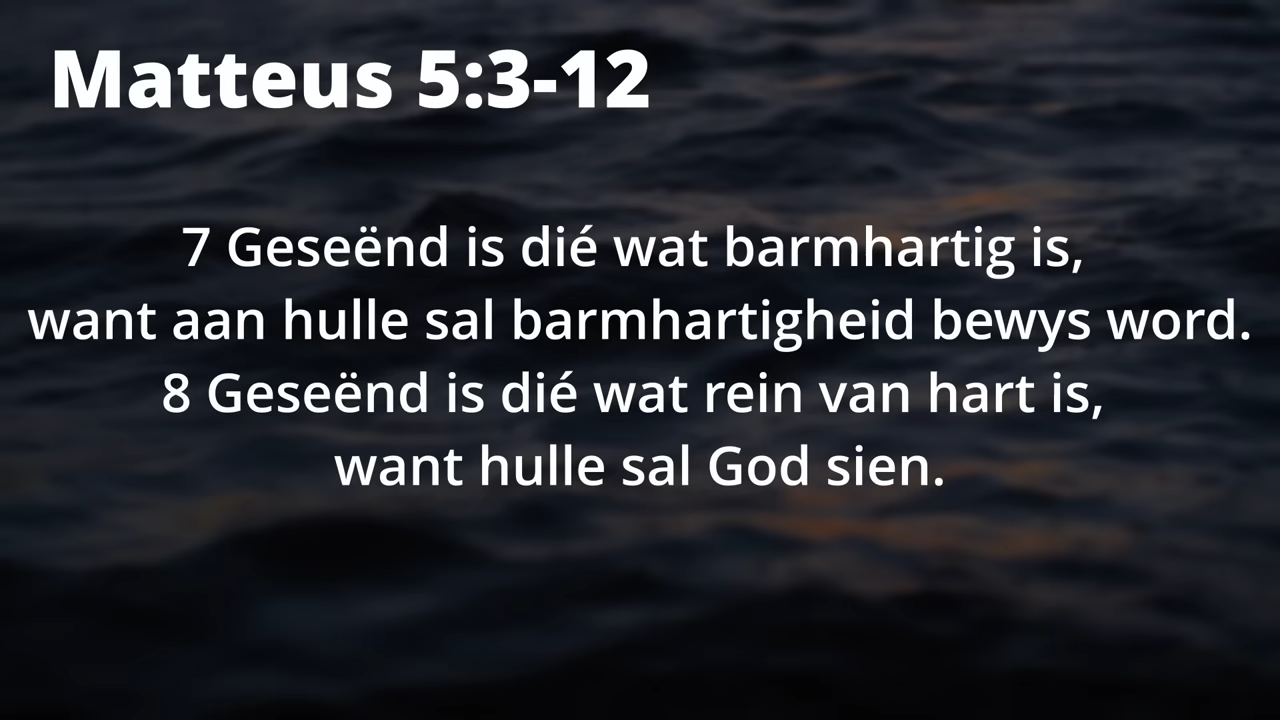 Matteus 5:3-12
7 Geseënd is dié wat barmhartig is,
want aan hulle sal barmhartigheid bewys word.
8 Geseënd is dié wat rein van hart is,
want hulle sal God sien.